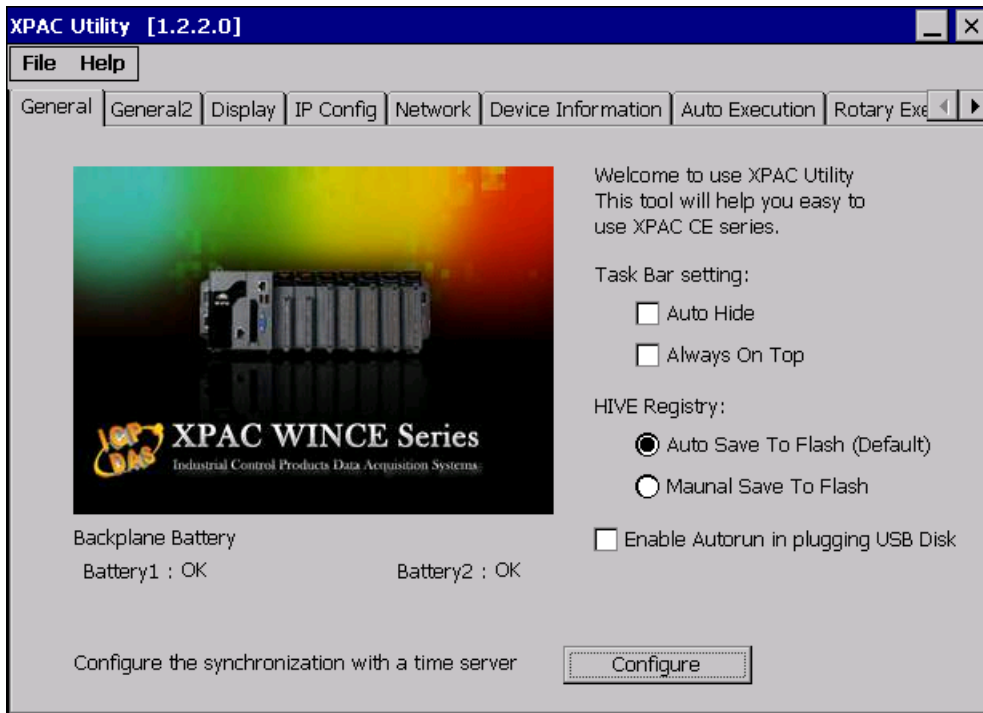 XPAC Utility [1.2.2.0]
File Help
General General2 Display IP Config Network Device Information Auto Execution Rotary Exe
Welcome to use XPAC Utility
This tool will help you easy to
use XPAC CE series.
Task Bar setting:
Auto Hide
Always On Top
HIVE Registry:
Auto Save To Flash (Default)
Maunal Save To Flash
Enable Autorun in plugging USB Disk
ICP DAS
XPAC WINCE Series
Industrial Control Products Data Acquisition Systems
Backplane Battery
Battery1 : OK Battery2 : OK
Configure the synchronization with a time server Configure